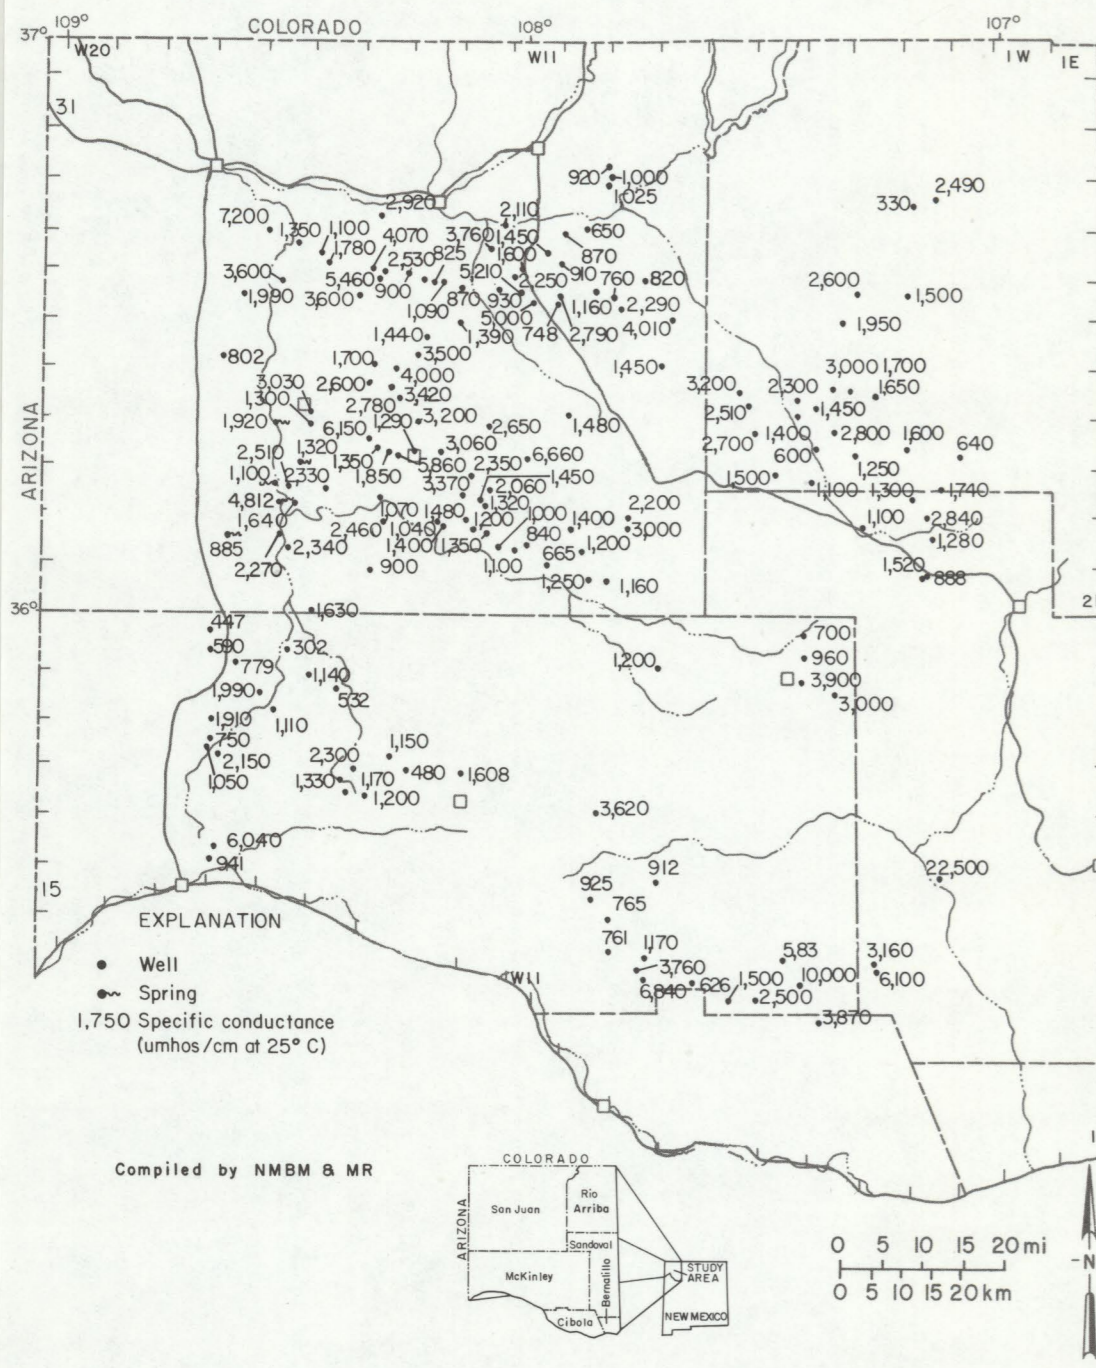 109° COLORADO 108° 107°
37°
W20 W11 1W 1E
31
920 1,000
1,025
330 2,490
2,920
7,200 1,350 1,100 4,070 3,760 2,110 1,450 650
1,780 2,530 825 1,600 870
3,600 5,460 5,210 2,250 910 760 820
1,990 3,600 900 870 930 1,160 2,290 2,600 1,500
1,090 5,000 748 2,790 4,010 1,950
1,440 1,390
802 1,700 3,500 1,450 3,000 1,700
3,030 2,600 4,000 3,200 2,300 1,650
1,300 2,780 3,420 2,510 1,450
1,920 6,150 1,290 3,200 2,650 1,480 2,700 1,400 2,800 1,600 640
2,510 1,320 1,350 3,060 6,660 600 1,250
1,100 2,330 1,850 5,860 2,350 1,450 1,500 1,100 1,300 1,740
3,370 2,060
4,812 1,070 1,480 1,320 1,000 1,400 2,200
1,640 2,460 1,040 1,200 840 3,000 1,100 2,840
885 2,340 1,400 1,350 665 1,200 1,280
2,270 900 1,100 1,250 1,160 1,520 888
ARIZONA
36° 1,630 2
447 700
590 302 960
779 1,140 1,200 3,900
1,990 532 3,000
1,910 1,110
750 1,150
2,150 2,300 480 1,608
1,050 1,330 1,170
1,200
3,620
6,040
941
912 22,500
15 925
765
EXPLANATION
761 1,170 5,83 3,160
Well 3,760 10,000 6,100
Spring 6,840 626 1,500 2,500
W11
1,750 Specific conductance 3,870
(umhos/cm at 25° C)
1
Compiled by NMBM & MR
COLORADO
ARIZONA
San Juan
Rio
Arriba
Sandoval
McKinley
Bernalillo
Cibola
STUDY
AREA
NEW MEXICO
0 5 10 15 20 mi
0 5 10 15 20 km
N